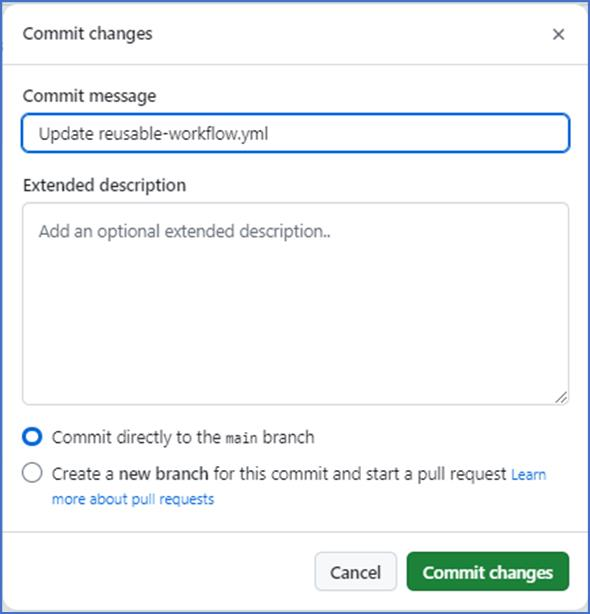 Commit changes
Commit message
Update reusable-workflow.yml
Extended description
Add an optional extended description..
Commit directly to the main branch
Create a new branch for this commit and start a pull request Learn
more about pull requests
Cancel
Commit changes